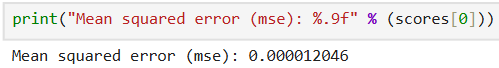 print("Mean squared error (mse): %.9f" % (scores[0]))
Mean squared error (mse): 0.000012046